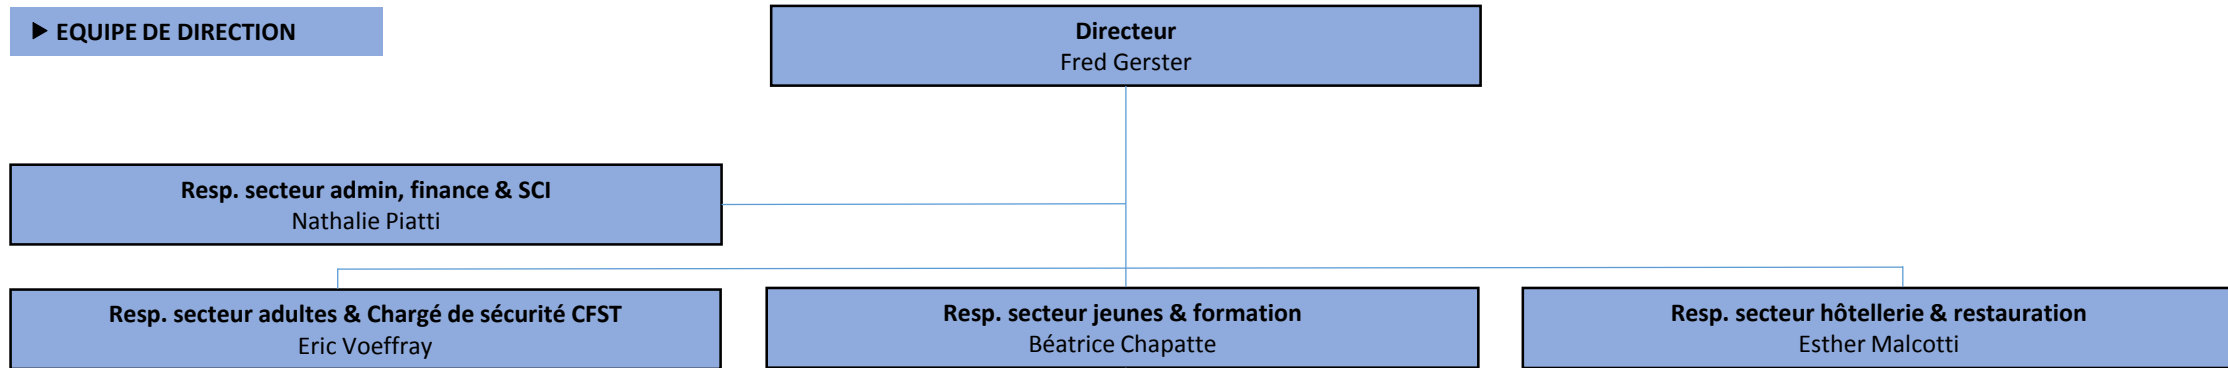 ▶ EQUIPE DE DIRECTION
Directeur
Fred Gerster
Resp. secteur admin, finance & SCI
Nathalie Piatti
Resp. secteur adultes & Chargé de sécurité CFST
Eric Voeffray
Resp. secteur jeunes & formation
Béatrice Chapatte
Resp. secteur hôtellerie & restauration
Esther Malcotti